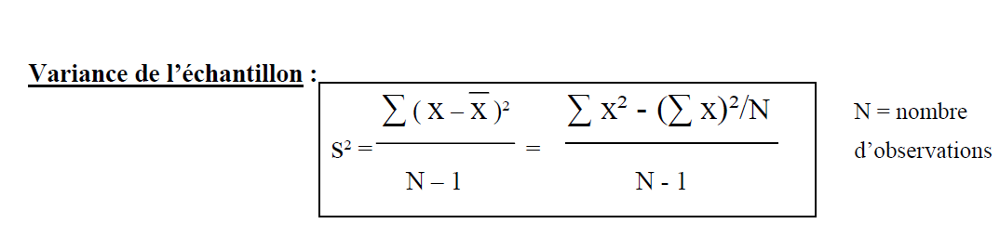 Variance de l’échantillon :
∑ ( X – X̅ )² ∑ x² - (∑ x)²/N
S² = =
N – 1 N - 1
N = nombre
d’observations